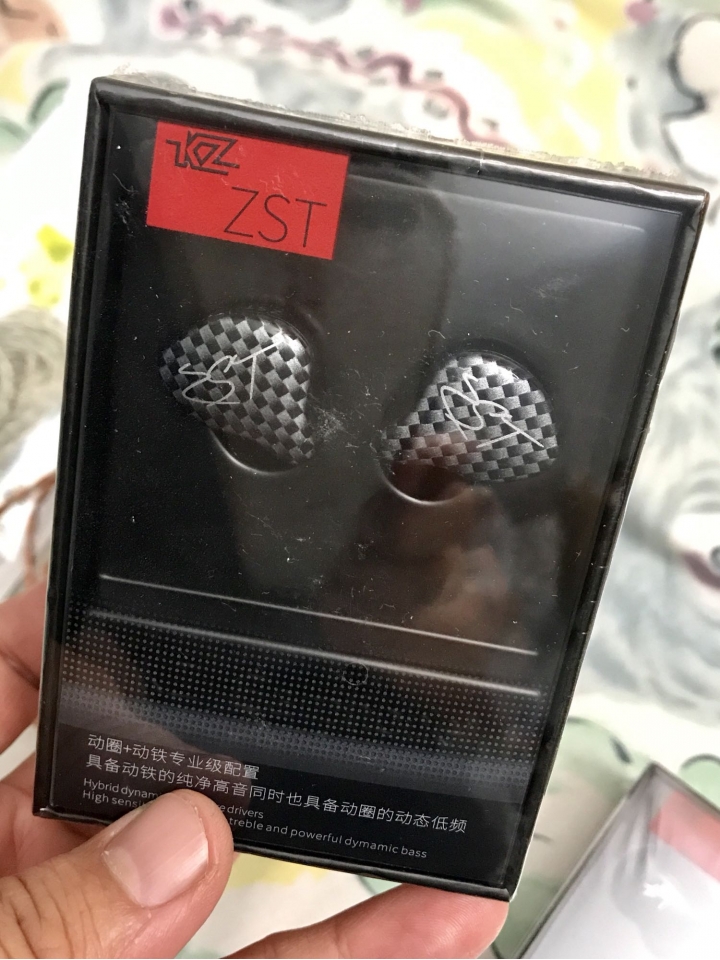 KZ
ZST
ZST
ZST
动圈+动铁专业级配置
具备动铁的纯净高音同时也具备动圈的动态低频
Hybrid drivers
High treble and powerful dymamic bass